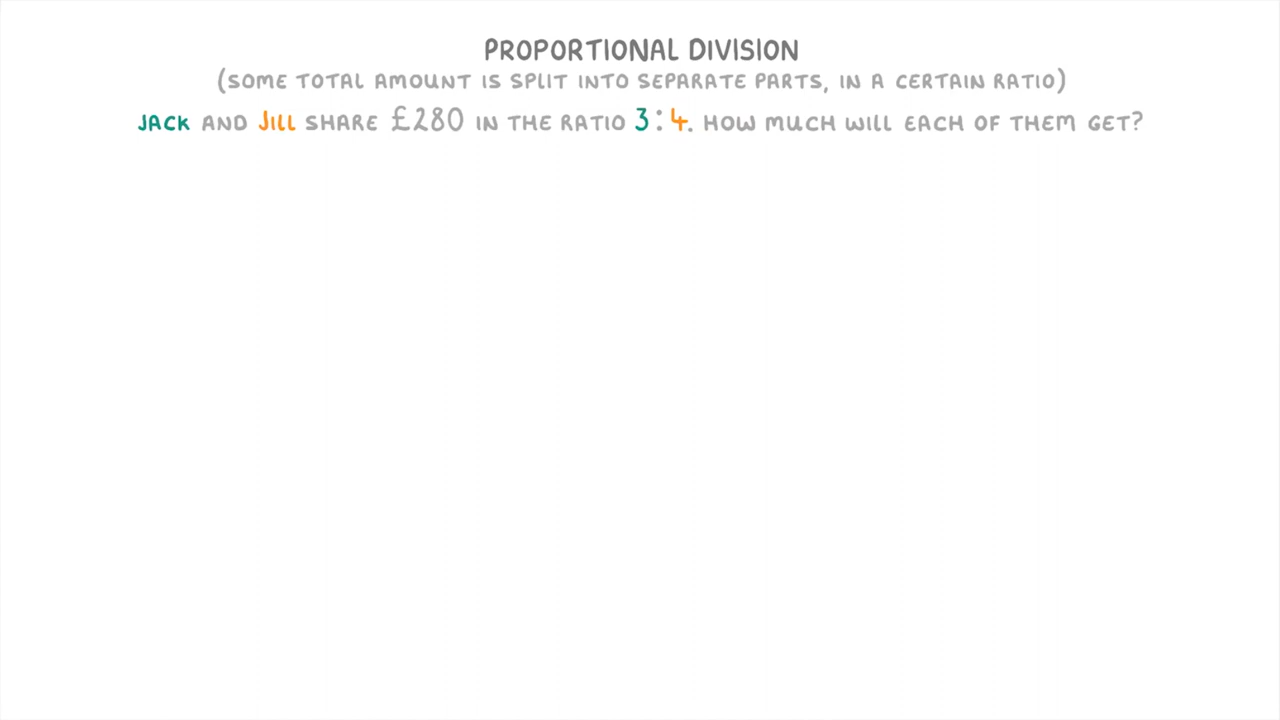 PROPORTIONAL DIVISION
(SOME TOTAL AMOUNT IS SPLIT INTO SEPARATE PARTS, IN A CERTAIN RATIO)
JACK AND JILL SHARE £280 IN THE RATIO 3:4. HOW MUCH WILL EACH OF THEM GET?